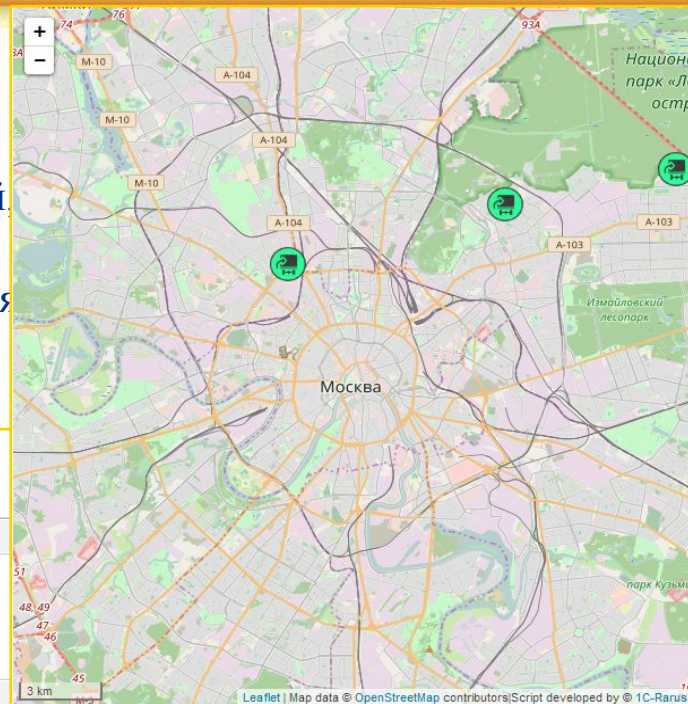 74
76
93A
+
-
М-10
A-104
Национ
парк «Л
остр
М-10
A-104
М-10
й
A-104
A-103
A-103
я
Измайловский
лесопарк
Москва
51
парк Кузьм
48, 49
47
46
45
3 km
Leaflet | Map data © OpenStreetMap contributors|Script developed by © 1C-Rarus